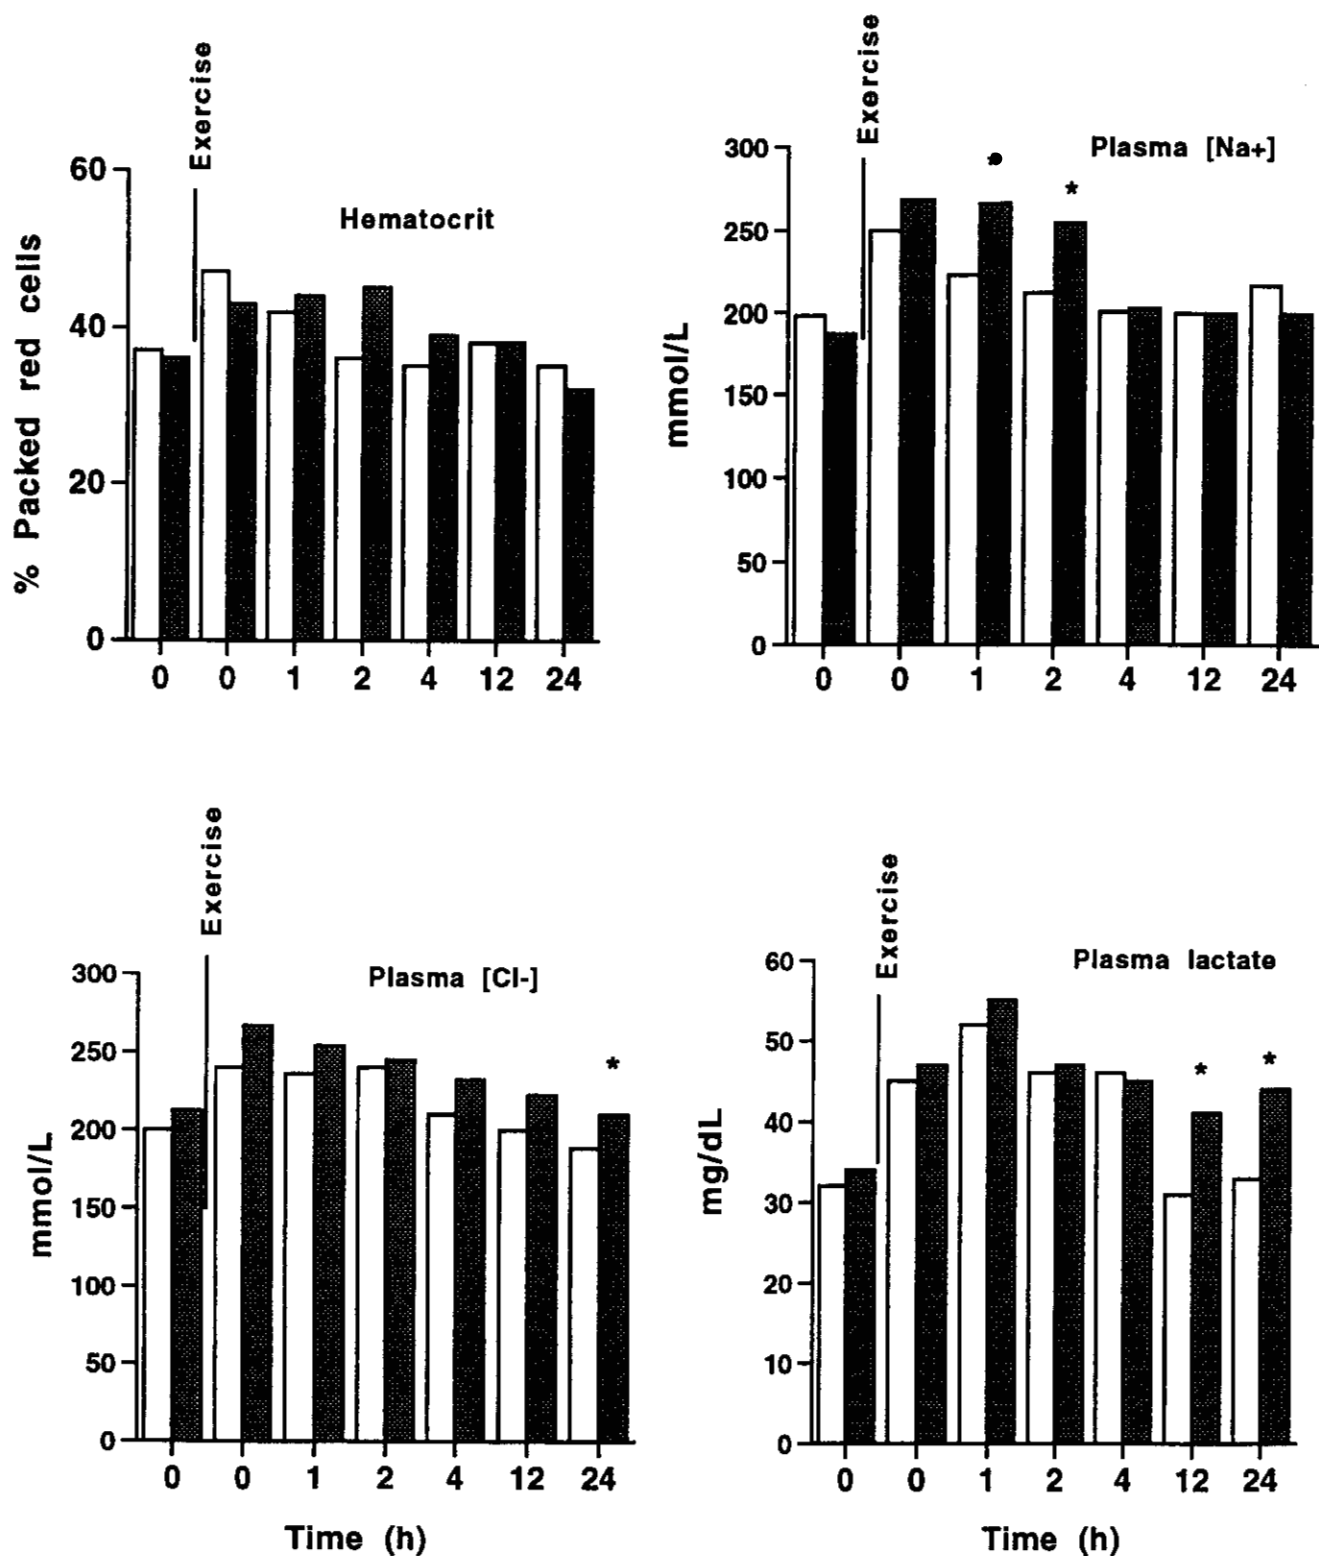 Exercise
Hematocrit
% Packed red cells
60
40
20
0
0 0 1 2 4 12 24
Exercise
Plasma [Na+]
mmol/L
300
250
200
150
100
50
0
*
*
0 0 1 2 4 12 24
Exercise
Plasma [Cl-]
mmol/L
300
250
200
150
100
50
0
*
0 0 1 2 4 12 24
Time (h)
Exercise
Plasma lactate
mg/dL
60
50
40
30
20
10
0
* *
0 0 1 2 4 12 24
Time (h)